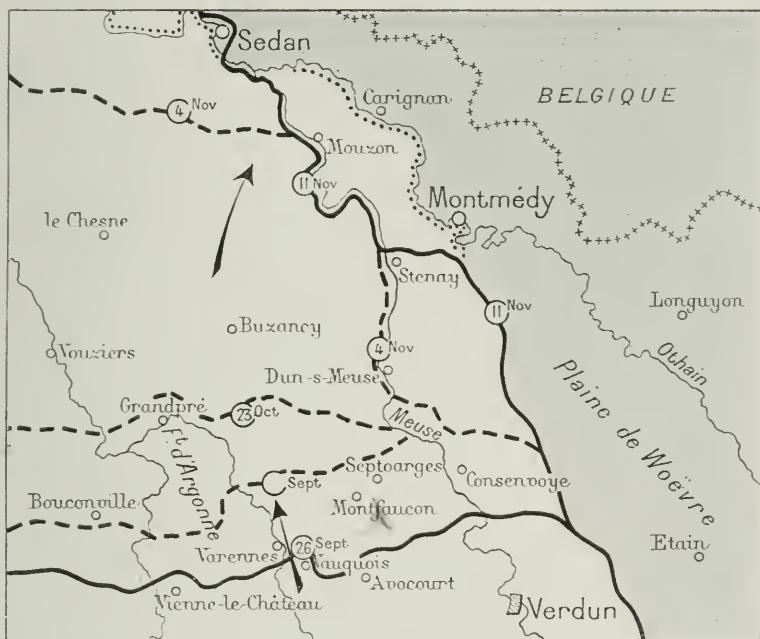 Sedan
4 Nov
Carignan
BELGIQUE
Mouzon
11 Nov
le Chesne
Montmédy
Stenay
11 Nov
Longuyon
Buzancy
Vouziers
4 Nov
Othain
Dun-s-Meuse
Plaine de Woëvre
Grandpré
23 Oct
Meuse
Ft. d'Argonne
Sept
Septoarges
Consenvoye
Bouconville
Montfaucon
Varennes
26 Sept
Vauquois
Etain
Avocourt
Vienne-le-Château
Verdun